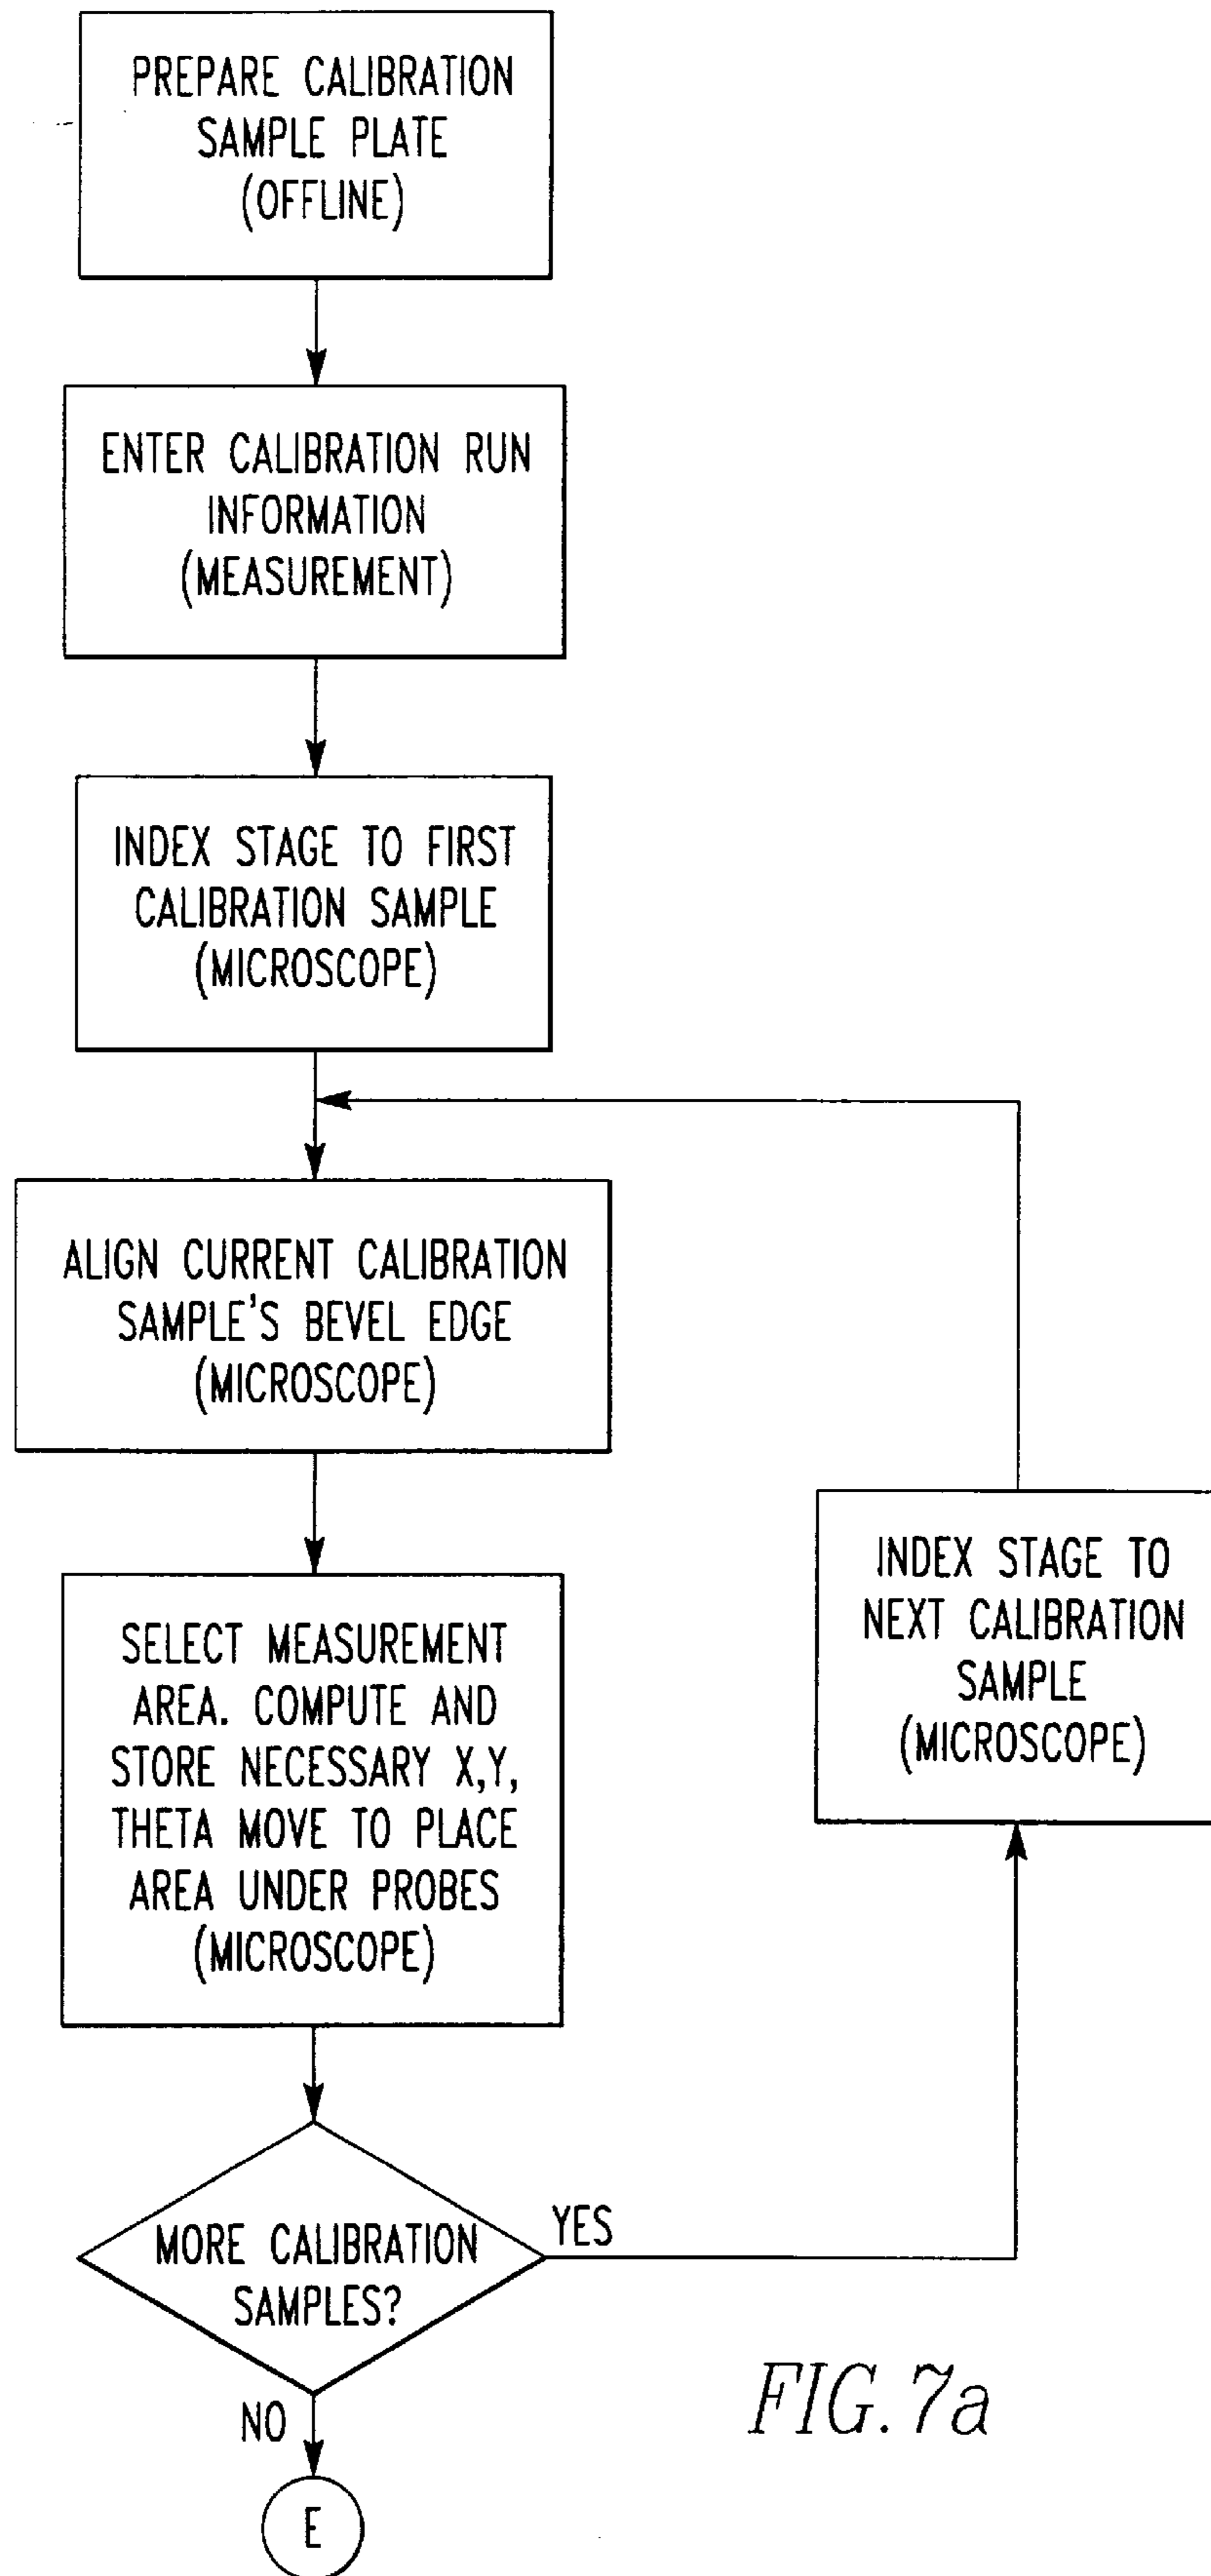 PREPARE CALIBRATION
SAMPLE PLATE
(OFFLINE)
ENTER CALIBRATION RUN
INFORMATION
(MEASUREMENT)
INDEX STAGE TO FIRST
CALIBRATION SAMPLE
(MICROSCOPE)
ALIGN CURRENT CALIBRATION
SAMPLE'S BEVEL EDGE
(MICROSCOPE)
SELECT MEASUREMENT
AREA. COMPUTE AND
STORE NECESSARY X,Y,
THETA MOVE TO PLACE
AREA UNDER PROBES
(MICROSCOPE)
INDEX STAGE TO
NEXT CALIBRATION
SAMPLE
(MICROSCOPE)
MORE CALIBRATION
SAMPLES?
YES
NO
E
FIG. 7a